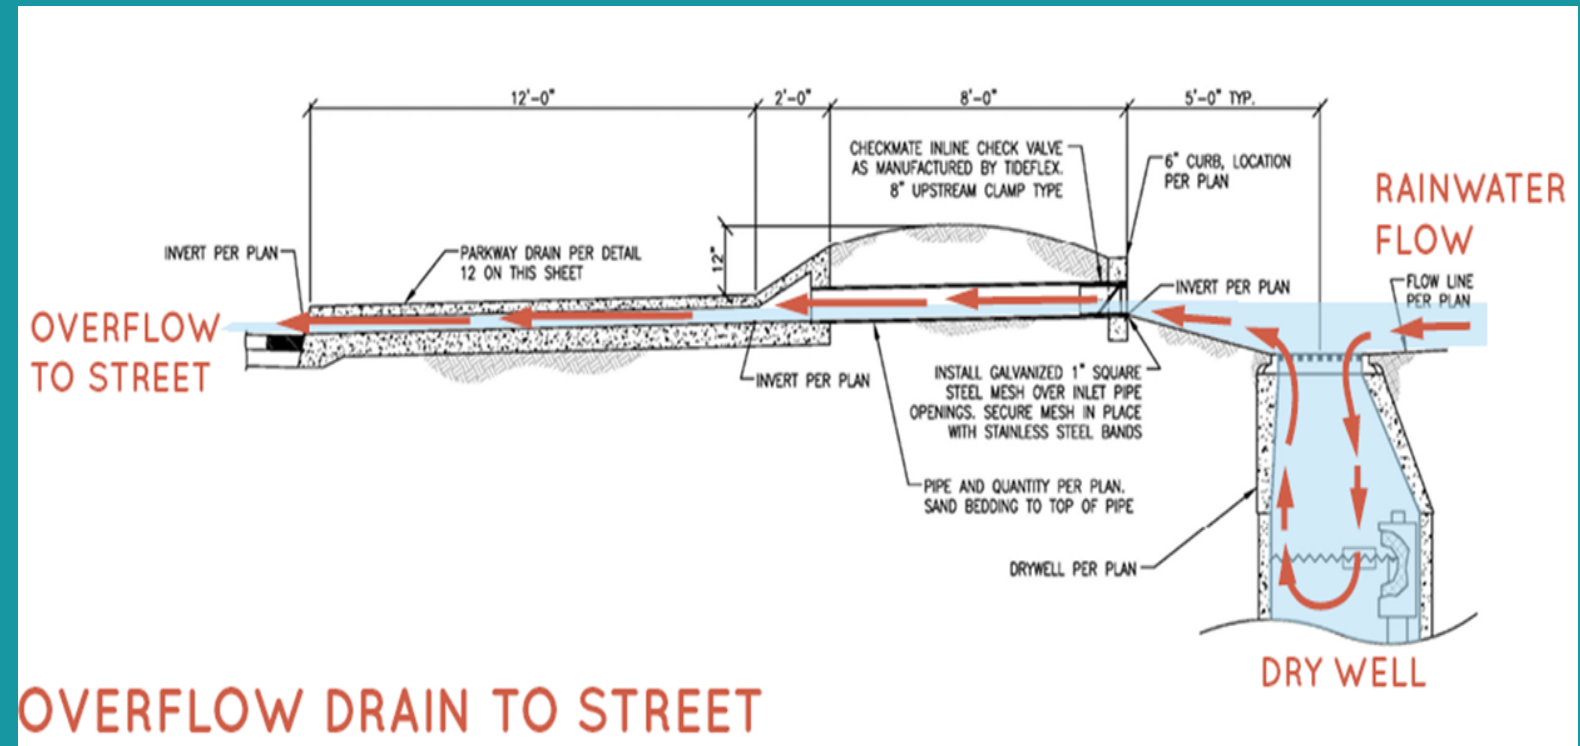 12'-0"
2'-0"
8'-0"
5'-0" TYP.
CHECKMATE INLINE CHECK VALVE
AS MANUFACTURED BY TIDEFLEX.
8" UPSTREAM CLAMP TYPE
6" CURB, LOCATION
PER PLAN
RAINWATER
FLOW
INVERT PER PLAN
PARKWAY DRAIN PER DETAIL
12 ON THIS SHEET
12"
INVERT PER PLAN
FLOW LINE
PER PLAN
OVERFLOW
TO STREET
INVERT PER PLAN
INSTALL GALVANIZED 1" SQUARE
STEEL MESH OVER INLET PIPE
OPENINGS. SECURE MESH IN PLACE
WITH STAINLESS STEEL BANDS
PIPE AND QUANTITY PER PLAN.
SAND BEDDING TO TOP OF PIPE
DRYWELL PER PLAN
DRY WELL
OVERFLOW DRAIN TO STREET